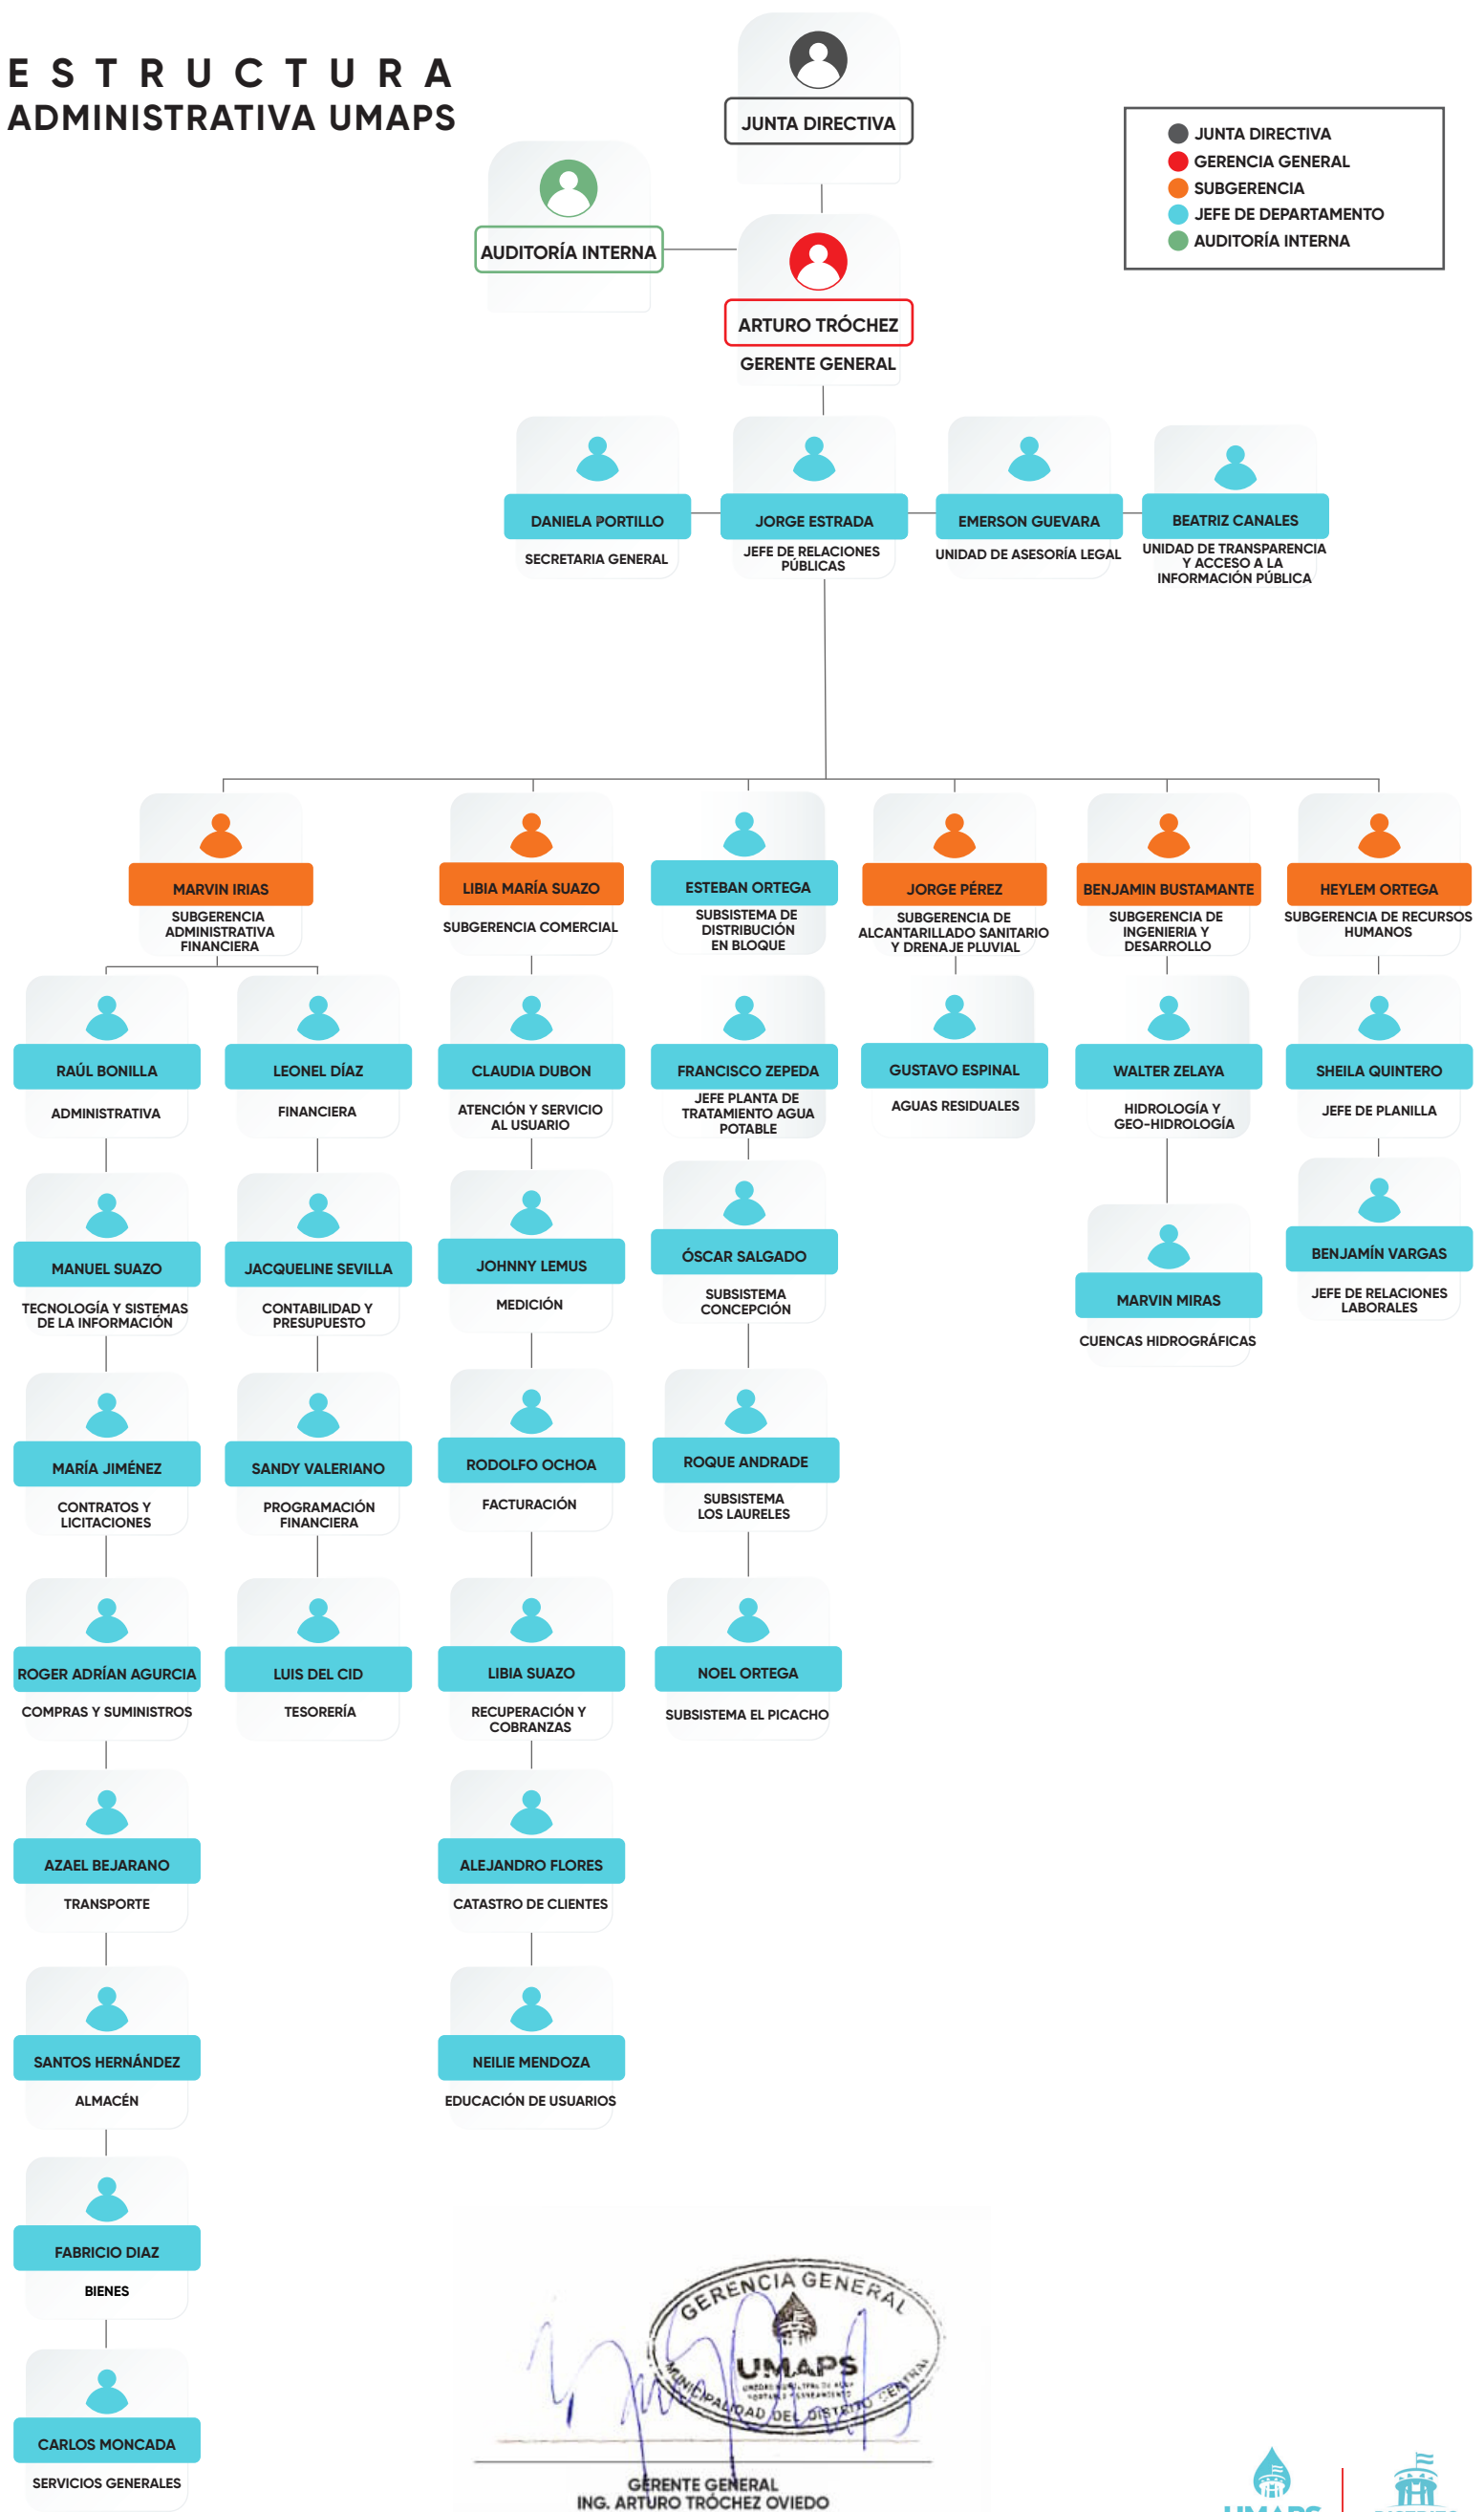 ESTRUCTURA
ADMINISTRATIVA UMAPS
JUNTA DIRECTIVA
JUNTA DIRECTIVA
GERENCIA GENERAL
SUBGERENCIA
JEFE DE DEPARTAMENTO
AUDITORÍA INTERNA
AUDITORÍA INTERNA
ARTURO TRÓCHEZ
GERENTE GENERAL
DANIELA PORTILLO
SECRETARIA GENERAL
JORGE ESTRADA
JEFE DE RELACIONES
PÚBLICAS
EMERSON GUEVARA
UNIDAD DE ASESORÍA LEGAL
BEATRIZ CANALES
UNIDAD DE TRANSPARENCIA
Y ACCESO A LA
INFORMACIÓN PÚBLICA
MARVIN IRIAS
SUBGERENCIA
ADMINISTRATIVA
FINANCIERA
LIBIA MARÍA SUAZO
SUBGERENCIA COMERCIAL
ESTEBAN ORTEGA
SUBSISTEMA DE
DISTRIBUCIÓN
EN BLOQUE
JORGE PÉREZ
SUBGERENCIA DE
ALCANTARILLADO SANITARIO
Y DRENAJE PLUVIAL
BENJAMIN BUSTAMANTE
SUBGERENCIA DE
INGENIERIA Y
DESARROLLO
HEYLEM ORTEGA
SUBGERENCIA DE RECURSOS
HUMANOS
RAÚL BONILLA
ADMINISTRATIVA
LEONEL DÍAZ
FINANCIERA
CLAUDIA DUBON
ATENCIÓN Y SERVICIO
AL USUARIO
FRANCISCO ZEPEDA
JEFE PLANTA DE
TRATAMIENTO AGUA
POTABLE
GUSTAVO ESPINAL
AGUAS RESIDUALES
WALTER ZELAYA
HIDROLOGÍA Y
GEO-HIDROLOGÍA
SHEILA QUINTERO
JEFE DE PLANILLA
MANUEL SUAZO
TECNOLOGÍA Y SISTEMAS
DE LA INFORMACIÓN
JACQUELINE SEVILLA
CONTABILIDAD Y
PRESUPUESTO
JOHNNY LEMUS
MEDICIÓN
ÓSCAR SALGADO
SUBSISTEMA
CONCEPCIÓN
MARVIN MIRAS
CUENCAS HIDROGRÁFICAS
BENJAMÍN VARGAS
JEFE DE RELACIONES
LABORALES
MARÍA JIMÉNEZ
CONTRATOS Y
LICITACIONES
SANDY VALERIANO
PROGRAMACIÓN
FINANCIERA
RODOLFO OCHOA
FACTURACIÓN
ROQUE ANDRADE
SUBSISTEMA
LOS LAURELES
ROGER ADRÍAN AGURCIA
COMPRAS Y SUMINISTROS
LUIS DEL CID
TESORERÍA
LIBIA SUAZO
RECUPERACIÓN Y
COBRANZAS
NOEL ORTEGA
SUBSISTEMA EL PICACHO
AZAEL BEJARANO
TRANSPORTE
ALEJANDRO FLORES
CATASTRO DE CLIENTES
SANTOS HERNÁNDEZ
ALMACÉN
NEILIE MENDOZA
EDUCACIÓN DE USUARIOS
FABRICIO DIAZ
BIENES
CARLOS MONCADA
SERVICIOS GENERALES
GERENCIA GENERAL
UMAPS
MUNICIPALIDAD DEL DISTRITO CENTRAL
GERENTE GENERAL
ING. ARTURO TRÓCHEZ OVIEDO
UMAPS